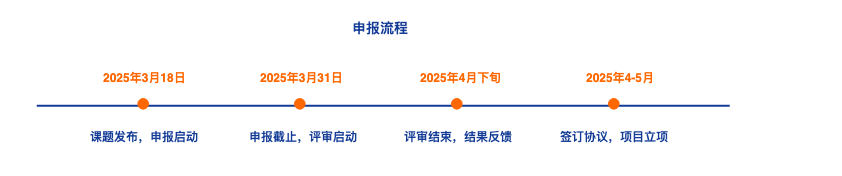 申报流程
2025年3月18日
2025年3月31日
2025年4月下旬
2025年4-5月
课题发布，申报启动
申报截止，评审启动
评审结束，结果反馈
签订协议，项目立项